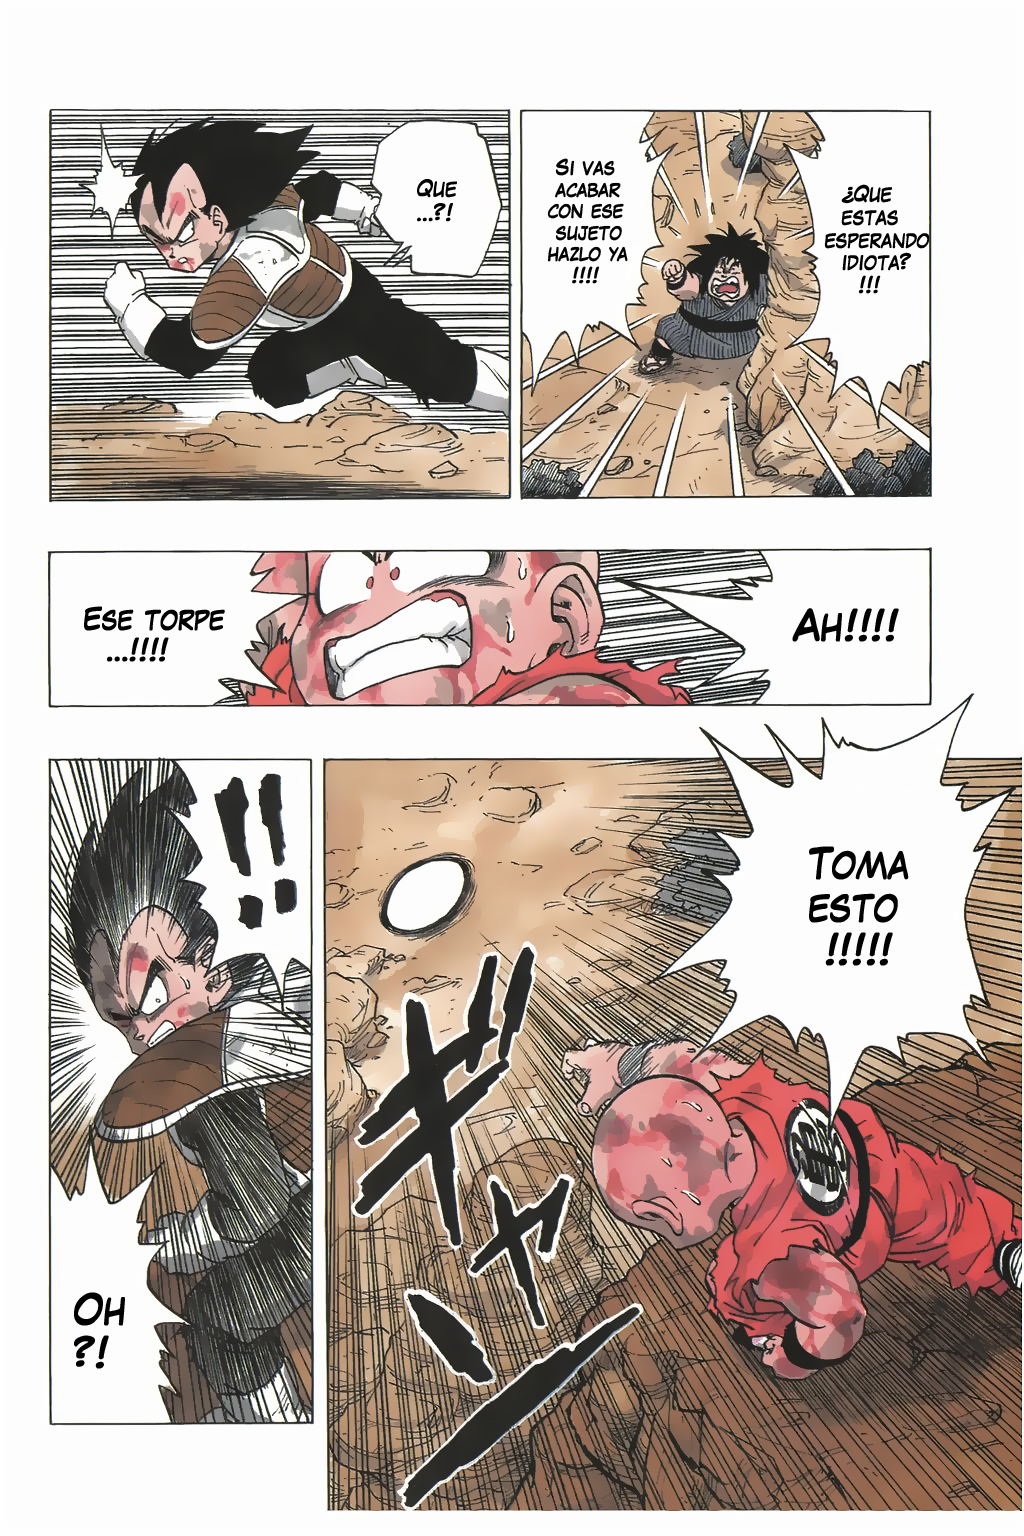 ¿QUE
ESTAS
ESPERANDO
IDIOTA?
!!!
SI VAS
ACABAR
CON ESE
SUJETO
HAZLO YA
!!!!
QUE
...?!
AH!!!!
ESE TORPE
...!!!!
TOMA
ESTO
!!!!!
ギャンッ
!!
OH
?!